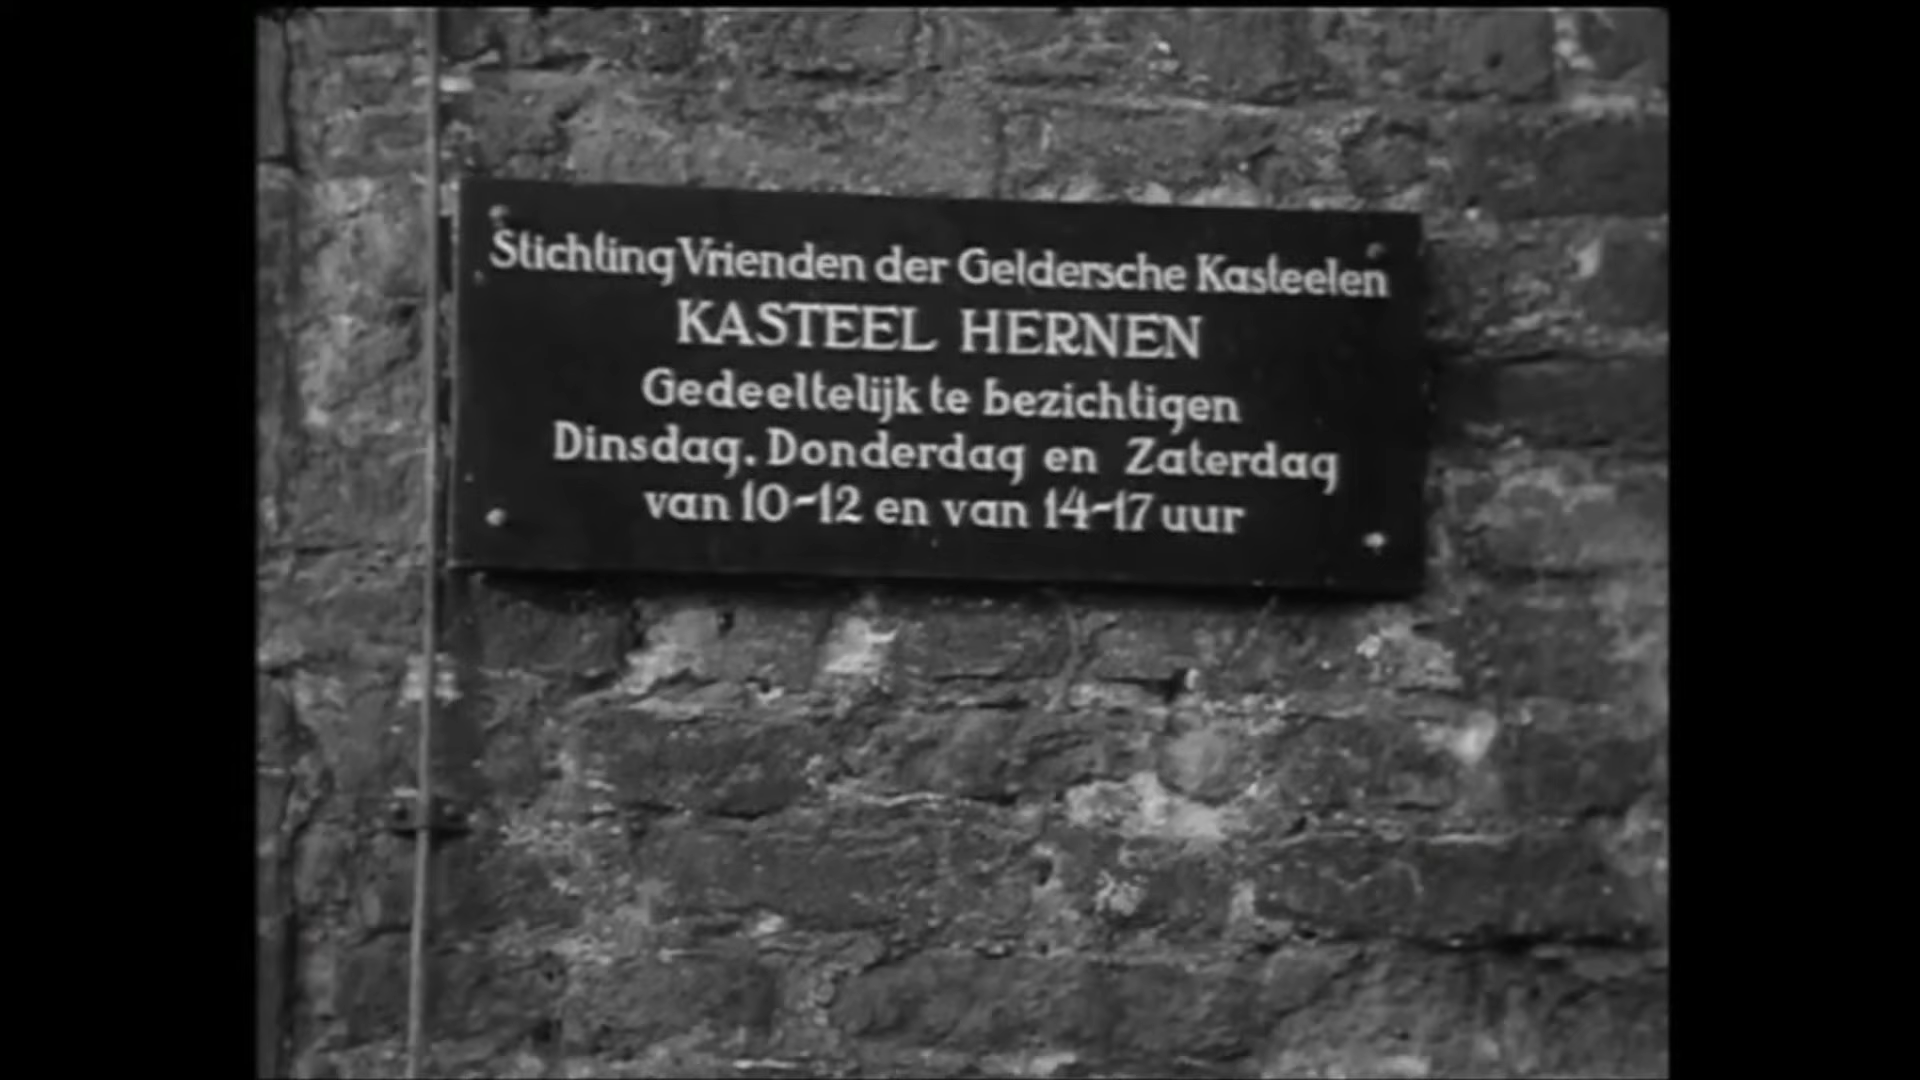 Stichting Vrienden der Geldersche Kasteelen
KASTEEL HERNEN
Gedeeltelijk te bezichtigen
Dinsdag. Donderdag en Zaterdag
van 10-12 en van 14-17 uur